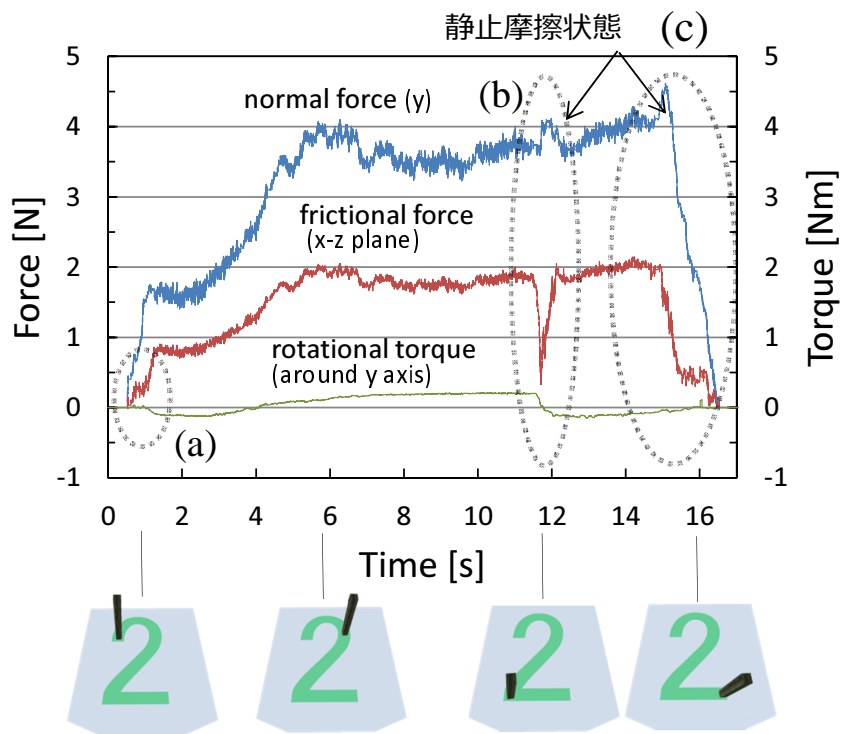 静止摩擦状態 (c)
(b)
(a)
normal force (y)
frictional force
(x-z plane)
rotational torque
(around y axis)
Force [N]
Torque [Nm]
5
4
3
2
1
0
-1
5
4
3
2
1
0
-1
0 2 4 6 8 10 12 14 16
Time [s]
2 2 2 2